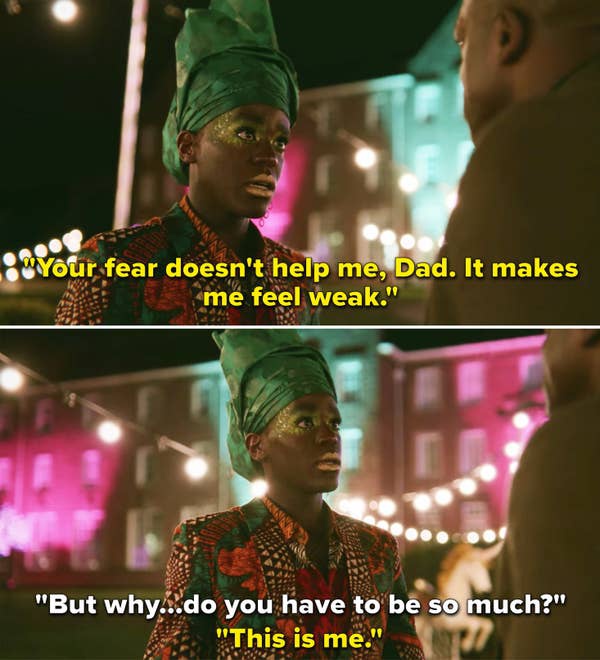 "Your fear doesn't help me, Dad. It makes
me feel weak."
"But why...do you have to be so much?"
"This is me."